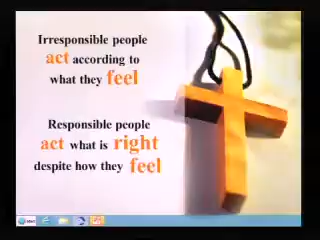 Irresponsible people
act according to
what they feel
Responsible people
act what is right
despite how they feel